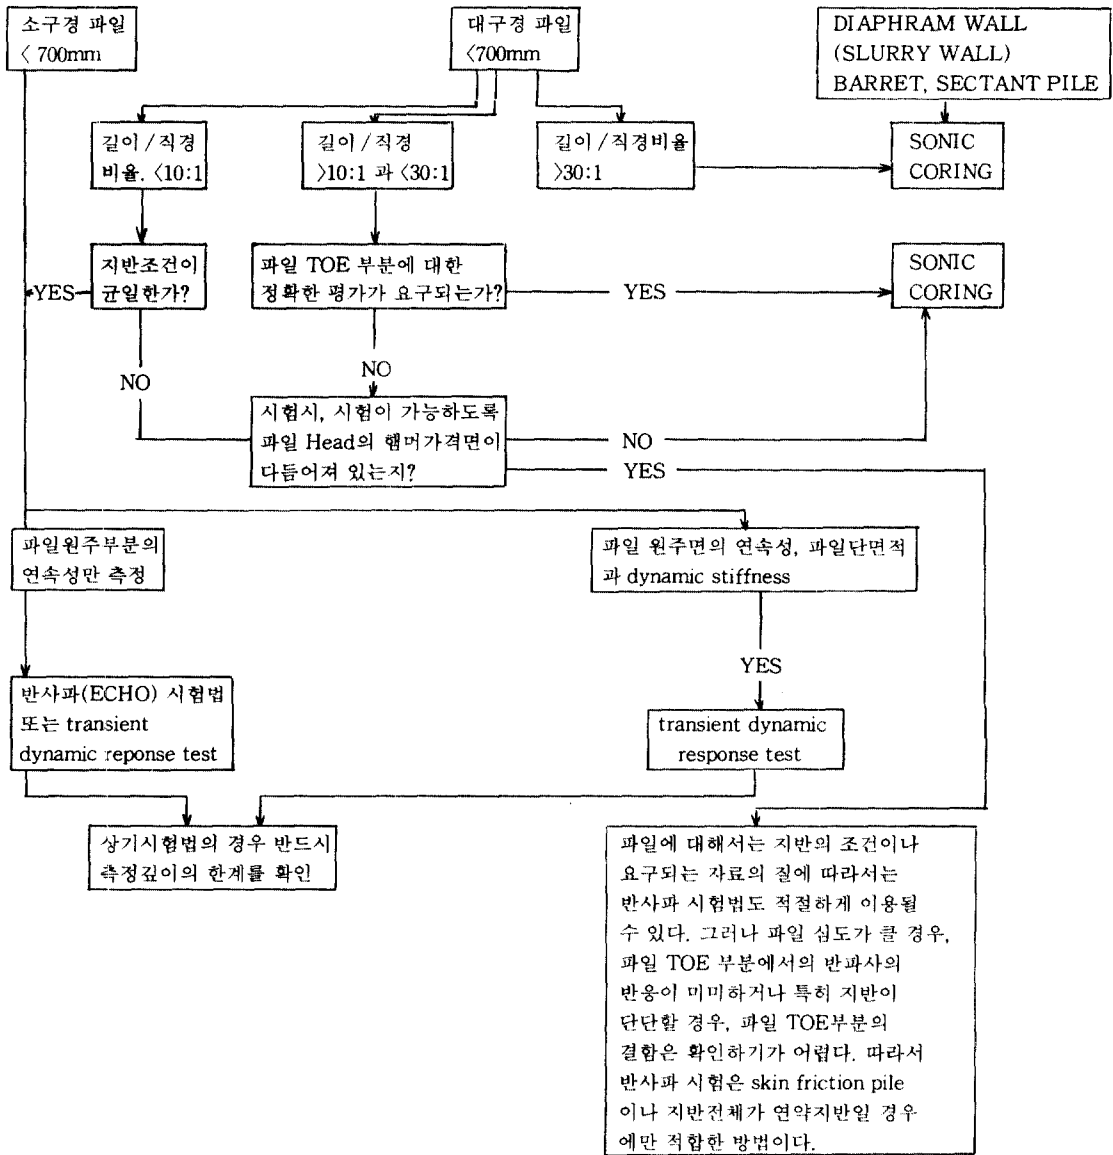 소구경 파일
< 700mm
대구경 파일
<700mm
DIAPHRAM WALL
(SLURRY WALL)
BARRET, SECTANT PILE
길이/직경
비율. <10:1
길이/직경
>10:1 과 <30:1
길이/직경비율
>30:1
SONIC
CORING
지반조건이
균일한가?
파일 TOE 부분에 대한
정확한 평가가 요구되는가?
SONIC
CORING
YES
YES
NO
NO
시험시, 시험이 가능하도록
파일 Head의 햄머가격면이
다듬어져 있는지?
NO
YES
파일원주부분의
연속성만 측정
파일 원주면의 연속성, 파일단면적
과 dynamic stiffness
YES
반사파(ECHO) 시험법
또는 transient
dynamic reponse test
transient dynamic
response test
상기시험법의 경우 반드시
측정깊이의 한계를 확인
파일에 대해서는 지반의 조건이나
요구되는 자료의 질에 따라서는
반사파 시험법도 적절하게 이용될
수 있다. 그러나 파일 심도가 클 경우,
파일 TOE 부분에서의 반파사의
반응이 미미하거나 특히 지반이
단단할 경우, 파일 TOE부분의
결함은 확인하기가 어렵다. 따라서
반사파 시험은 skin friction pile
이나 지반전체가 연약지반일 경우
에만 적합한 방법이다.